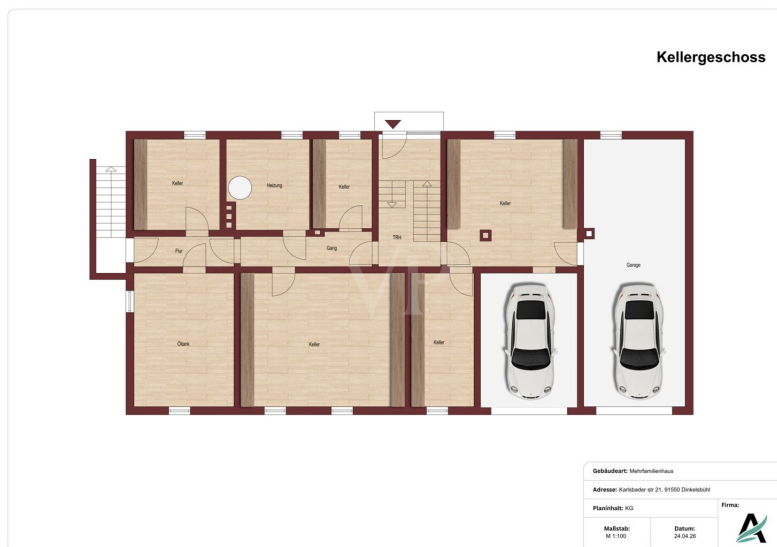 Kellergeschoss
Keller
Heizung
Keller
Keller
Flur
Gang
TRH
Garage
VP
Öltank
Keller
Keller
Gebäudeart: Mehrfamilienhaus
Adresse: Karlsbader str 21, 91550 Dinkelsbühl
Planinhalt: KG
Firma:
Maßstab:
M 1:100
Datum:
24.04.26